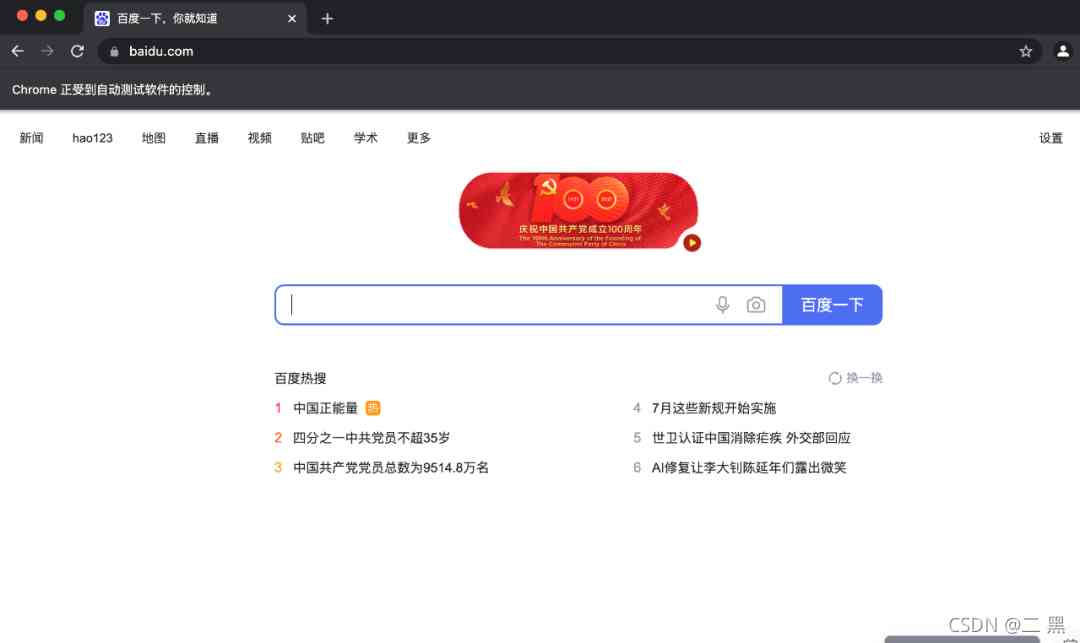 百度一下，你就知道
baidu.com
Chrome 正受到自动测试软件的控制。
新闻 hao123 地图 直播 视频 贴吧 学术 更多 设置
100
庆祝中国共产党成立100周年
The 100th Anniversary of the Founding of
The Communist Party of China
百度一下
百度热搜 换一换
1 中国正能量 热
2 四分之一中共党员不超35岁
3 中国共产党党员总数为9514.8万名
4 7月这些新规开始实施
5 世卫认证中国消除疟疾 外交部回应
6 AI修复让李大钊陈延年们露出微笑
CSDN @二 黑